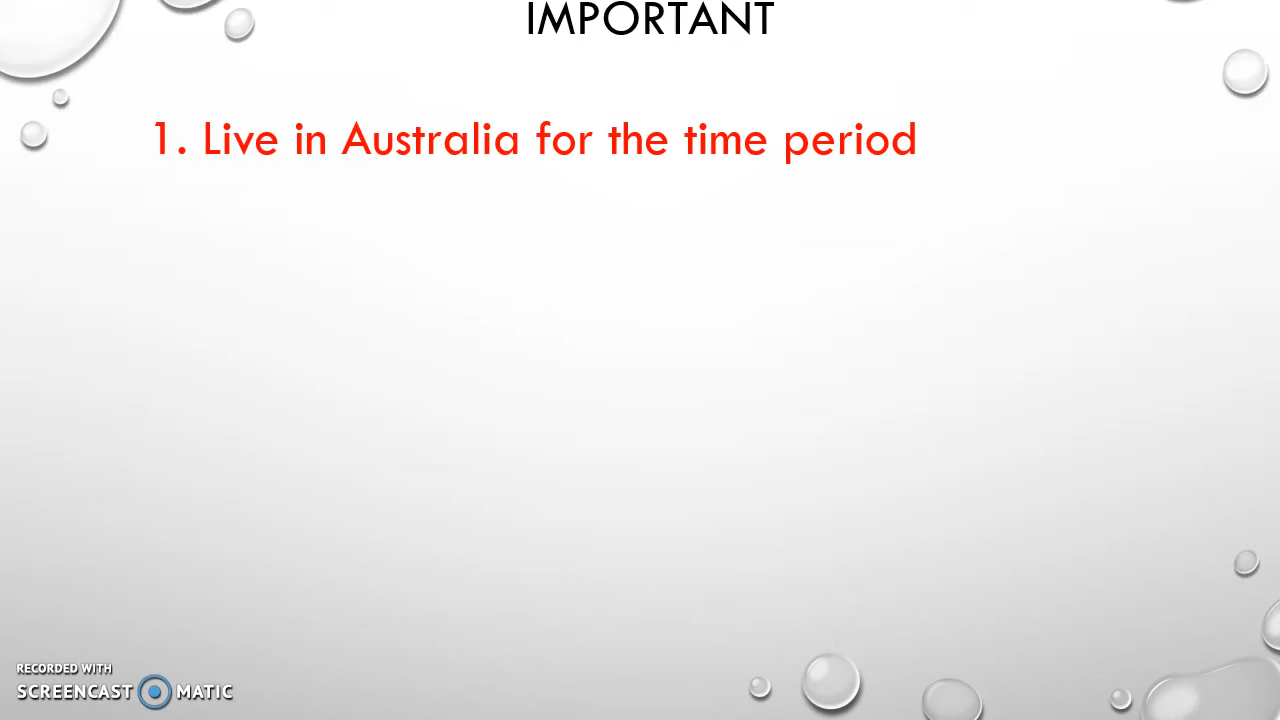 IMPORTANT
1. Live in Australia for the time period
RECORDED WITH
SCREENCAST MATIC